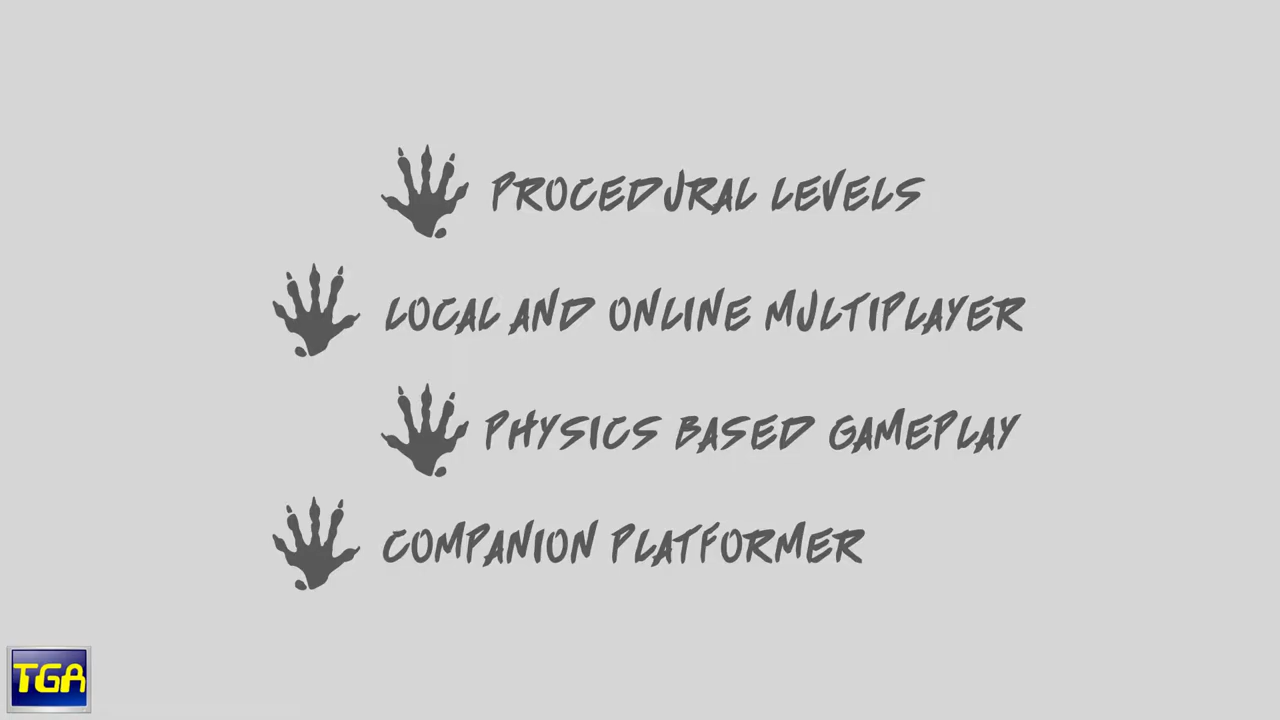 PROCEDURAL LEVELS
LOCAL AND ONLINE MULTIPLAYER
PHYSICS BASED GAMEPLAY
COMPANION PLATFORMER
TGA